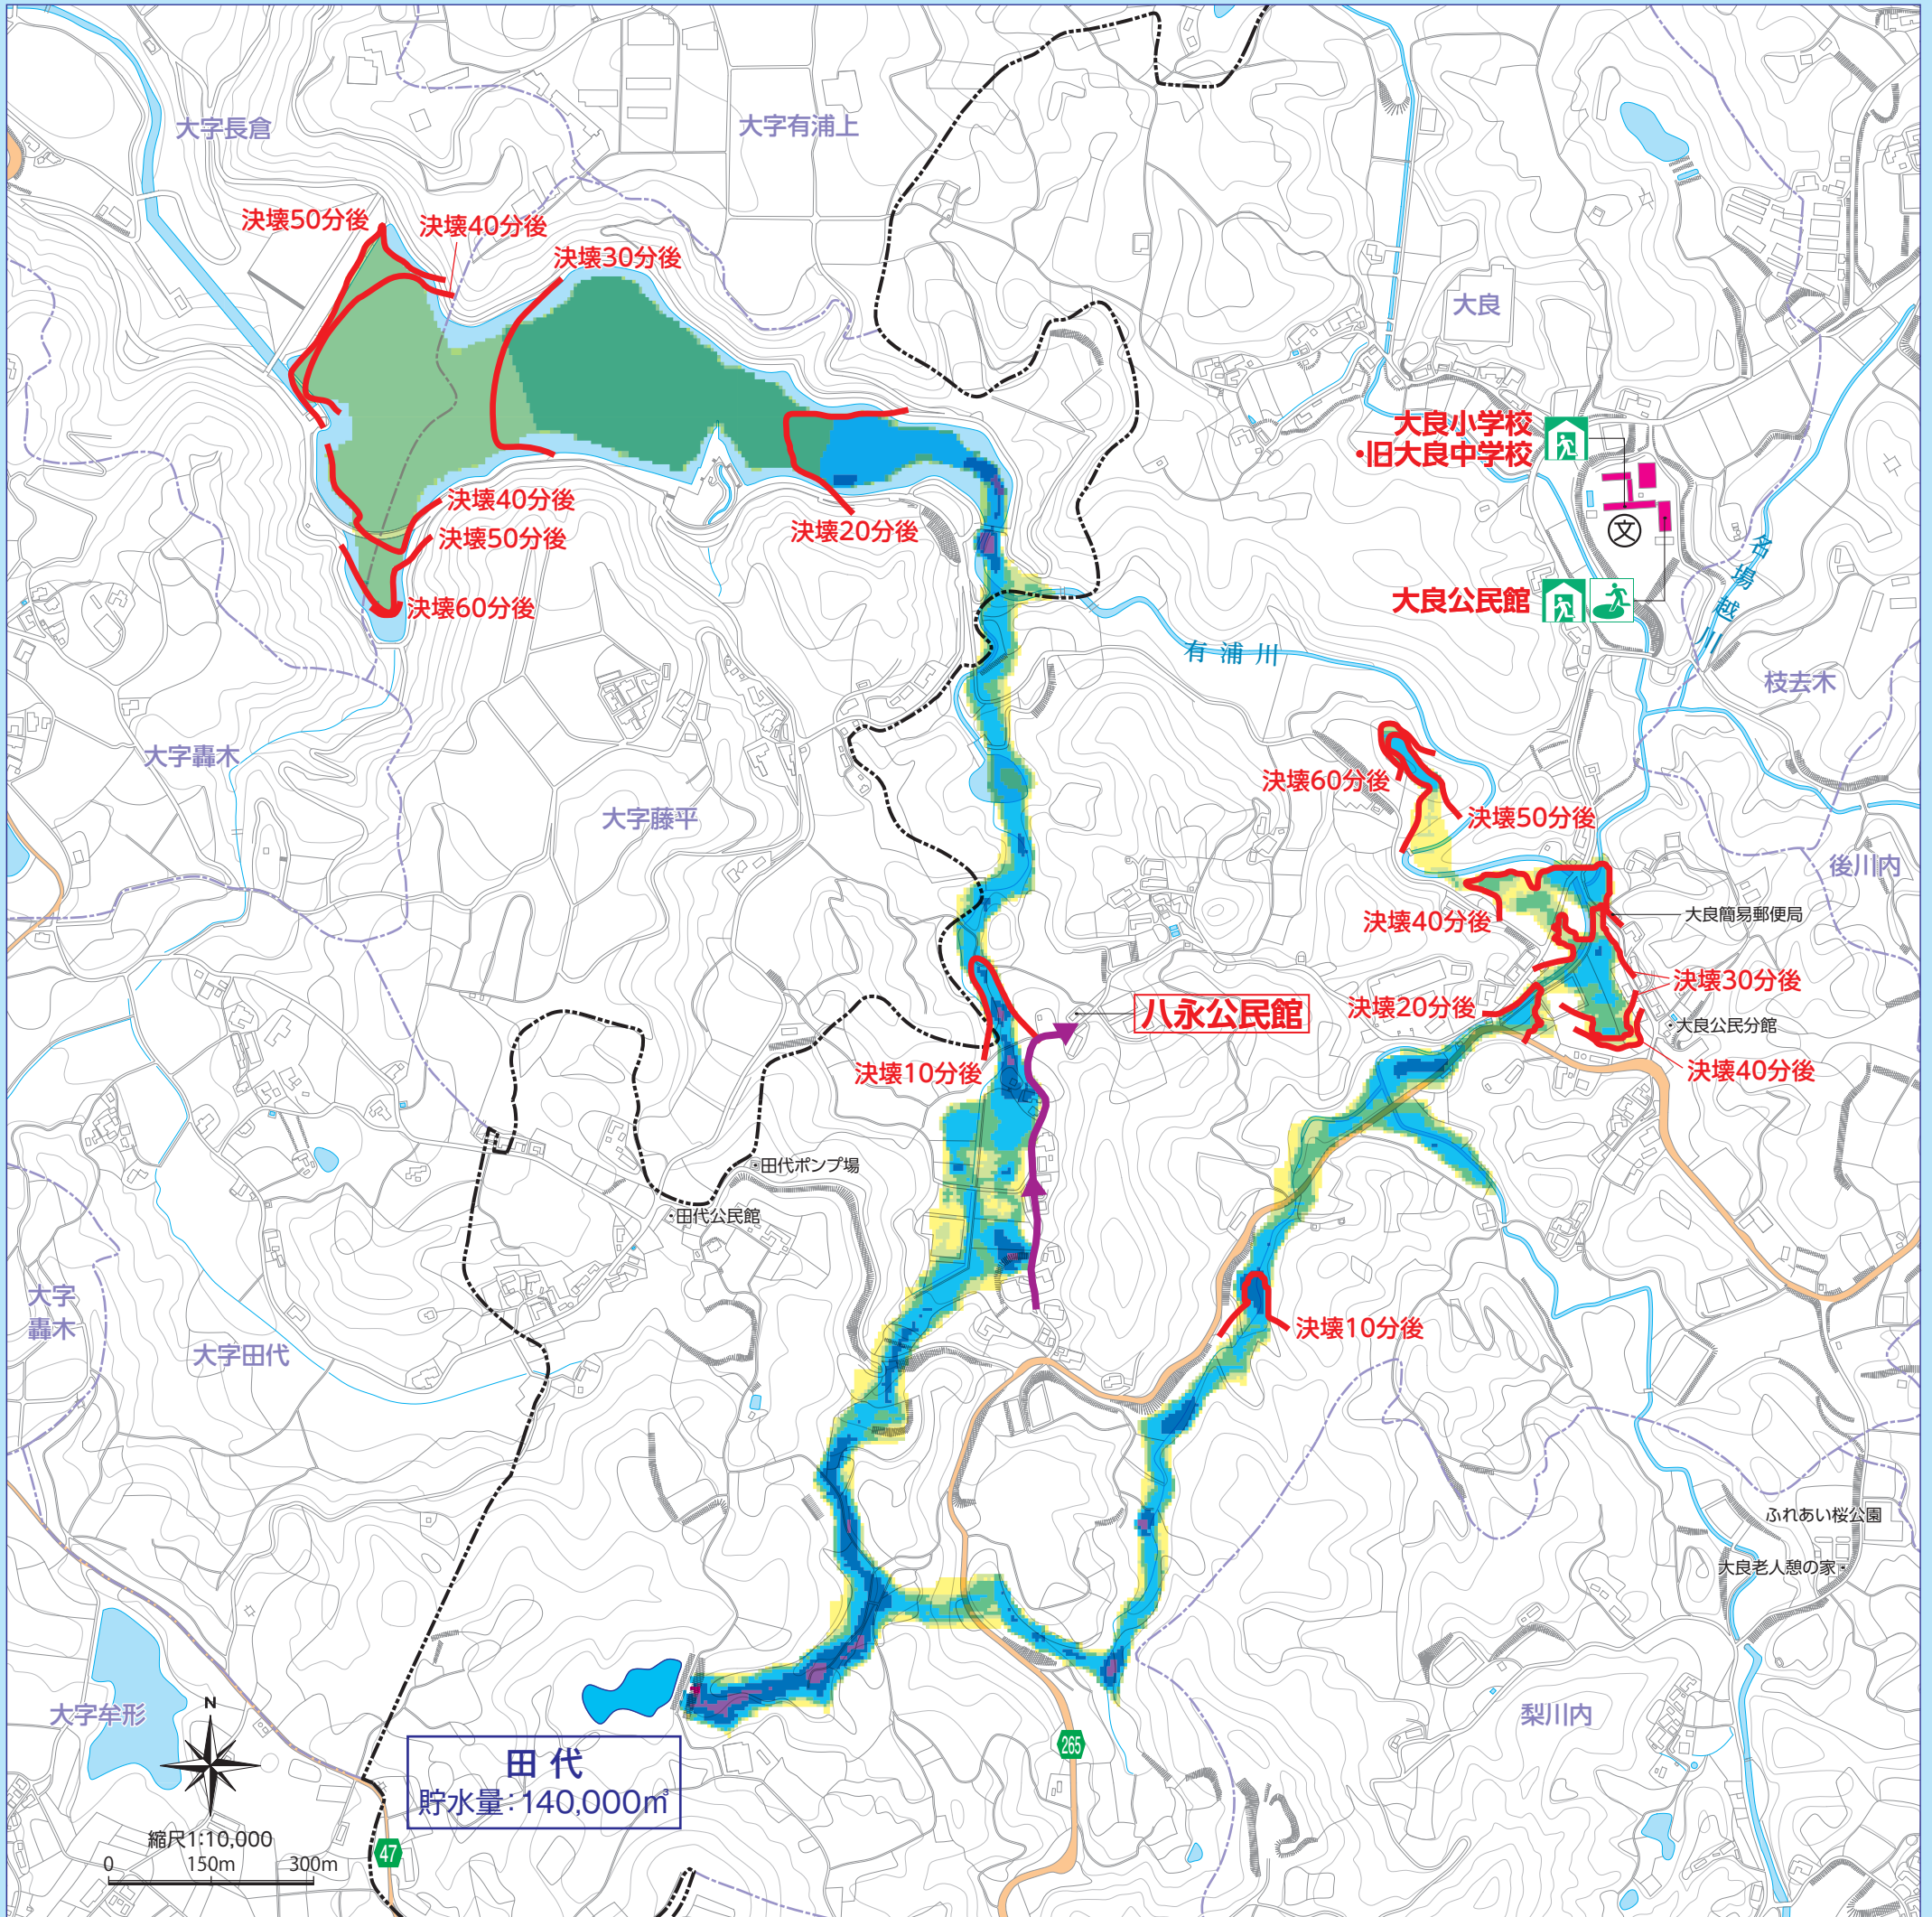 大字長倉
大字有浦上
決壊50分後
決壊40分後
決壊30分後
大良
大良小学校
・旧大良中学校
文
決壊40分後
決壊50分後
決壊20分後
決壊60分後
大良公民館
名場越川
有浦川
枝去木
大字轟木
決壊60分後
大字藤平
決壊50分後
後川内
大良簡易郵便局
決壊40分後
決壊30分後
八永公民館
決壊20分後
大良公民分館
決壊10分後
決壊40分後
田代ポンプ場
田代公民館
大字
轟木
大字田代
決壊10分後
ふれあい桜公園
大良老人憩の家
大字牟形
N
梨川内
265
田代
貯水量:140,000㎥
縮尺1:10,000
0 150m 300m
47